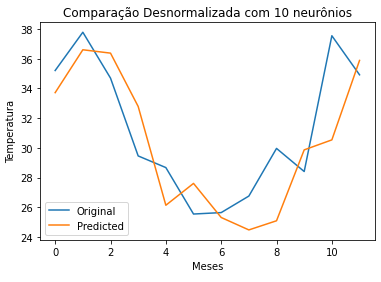 Comparação Desnormalizada com 10 neurônios
Temperatura
38
36
34
32
30
28
26
24
Original
Predicted
0
2
4
6
8
10
Meses